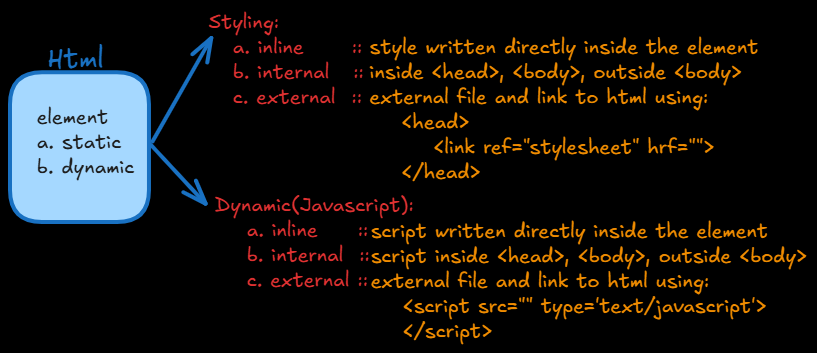 Html
element
a. static
b. dynamic
Styling:
a. inline :: style written directly inside the element
b. internal :: inside <head>, <body>, outside <body>
c. external :: external file and link to html using:
<head>
<link ref="stylesheet" hrf="">
</head>
Dynamic(Javascript):
a. inline :: script written directly inside the element
b. internal :: script inside <head>, <body>, outside <body>
c. external :: external file and link to html using:
<script src="" type='text/javascript'>
</script>